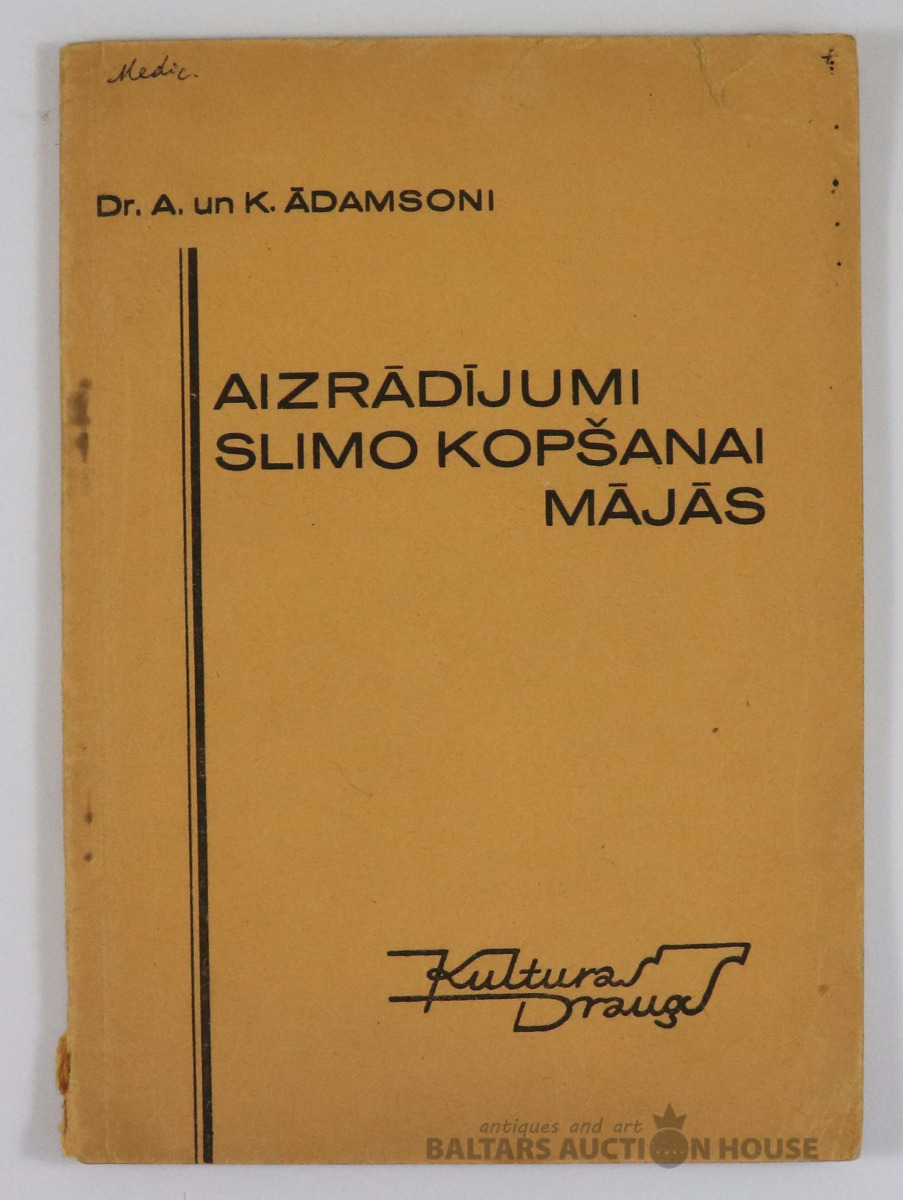 Medic.
Dr. A. un K. ĀDAMSONI
AIZRĀDĪJUMI
SLIMO KOPŠANAI
MĀJĀS
Kulturas
Draugs
antiques and art
BALTARS AUCTION HOUSE